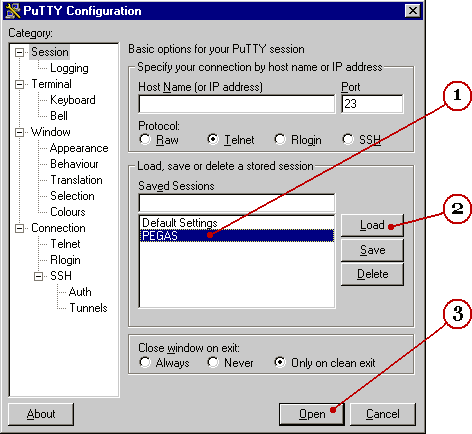 PuTTY Configuration
Category:
Session
Logging
Terminal
Keyboard
Bell
Window
Appearance
Behaviour
Translation
Selection
Colours
Connection
Telnet
Rlogin
SSH
Auth
Tunnels
Basic options for your PuTTY session
Specify your connection by host name or IP address
Host Name (or IP address) Port
23
Protocol:
Raw Telnet Rlogin SSH
Load, save or delete a stored session
Saved Sessions
Default Settings
PEGAS
Load
Save
Delete
Close window on exit:
Always Never Only on clean exit
About Open Cancel
1
2
3